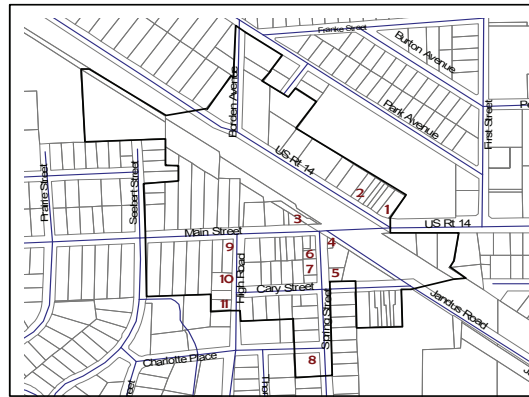 Franke Street
Burton Avenue
Park Avenue
First Street
Borden Avenue
US Rt 14
2
1
US Rt 14
Prairie Street
Seebert Street
Main Street
3
4
9
6
7
5
10
High Road
Cary Street
11
Spring Street
Jandus Road
Charlotte Place
8